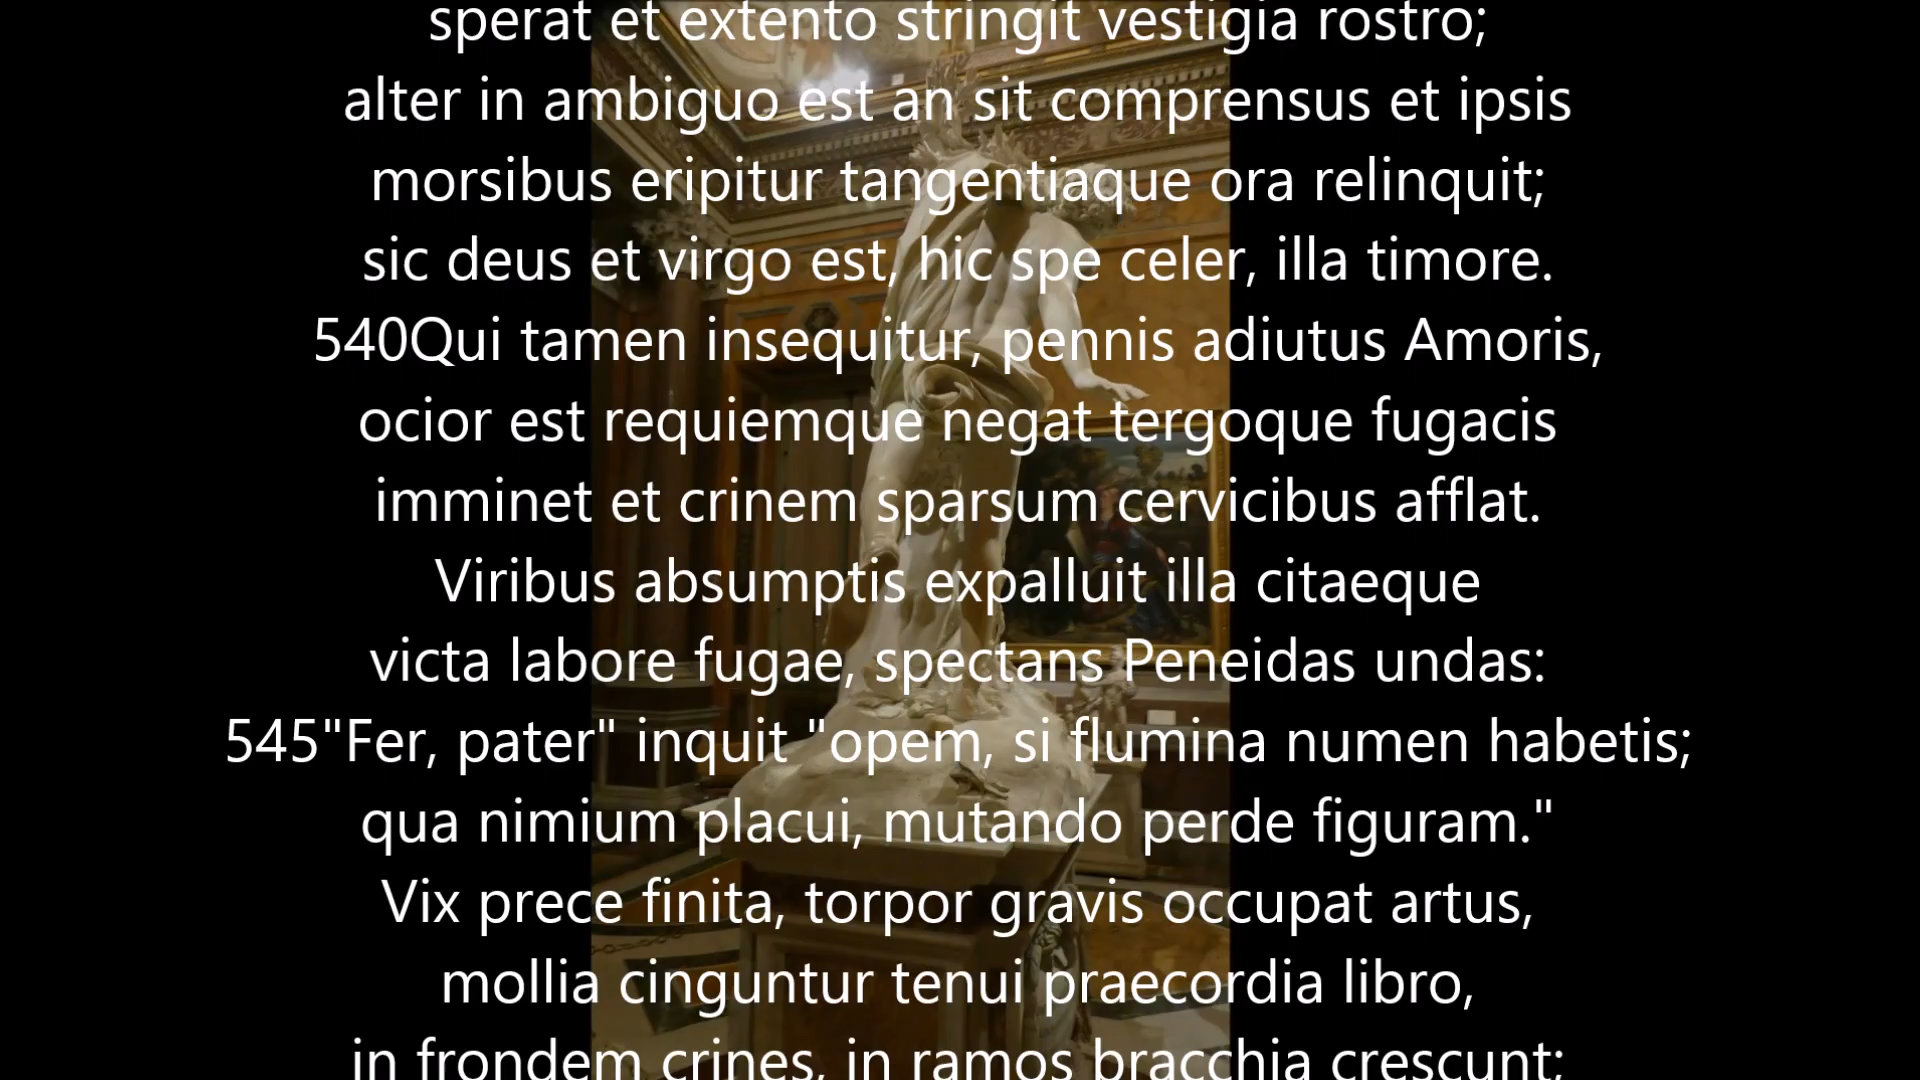 sperat et extento stringit vestigia rostro;
alter in ambiguo est an sit comprensus et ipsis
morsibus eripitur tangentiaque ora relinquit;
sic deus et virgo est, hic spe celer, illa timore.
540Qui tamen insequitur, pennis adiutus Amoris,
ocior est requiemque negat tergoque fugacis
imminet et crinem sparsum cervicibus afflat.
Viribus absumptis expalluit illa citaeque
victa labore fugae, spectans Peneidas undas:
545"Fer, pater" inquit "opem, si flumina numen habetis;
qua nimium placui, mutando perde figuram."
Vix prece finita, torpor gravis occupat artus,
mollia cinguntur tenui praecordia libro,
in frondem crines, in ramos bracchia crescunt;